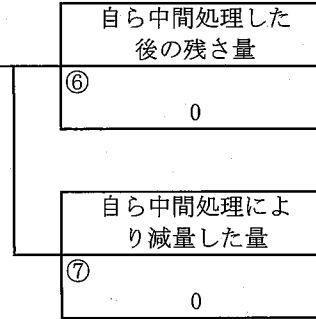 自ら中間処理した
後の残さ量
⑥
0
自ら中間処理によ
り減量した量
⑦
0